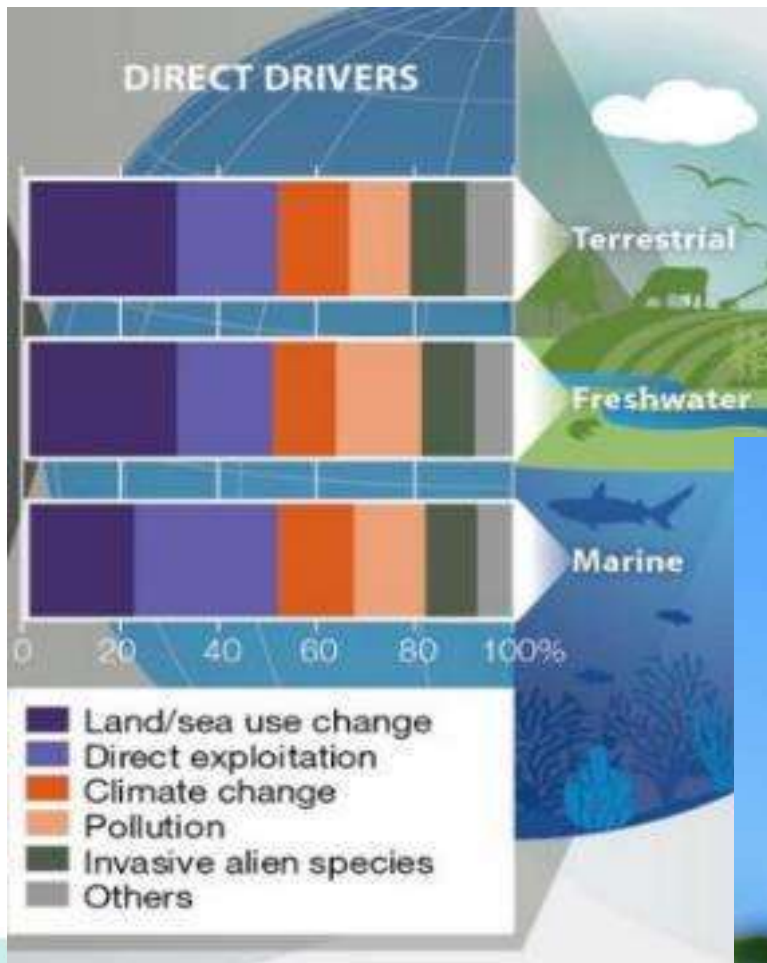 DIRECT DRIVERS
Terrestrial
Freshwater
Marine
0 20 40 60 80 100%
Land/sea use change
Direct exploitation
Climate change
Pollution
Invasive alien species
Others